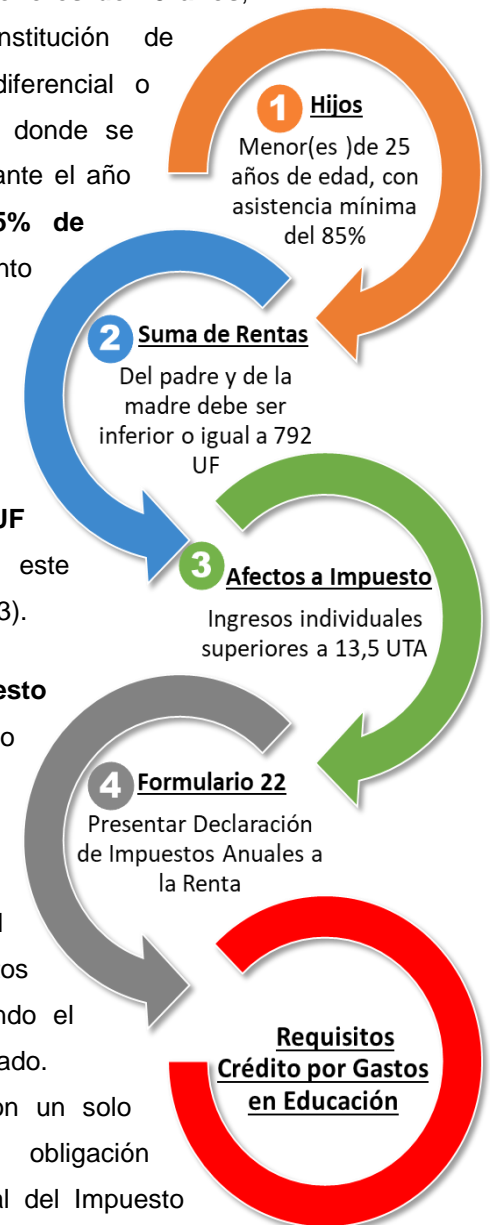 nstitución de
diferencial o
donde se
ante el año
5% de
nto
UF
este
3).
esto
o
os
ndo el
ado.
on un solo
obligación
al del Impuesto
1 Hijos
Menor(es )de 25
años de edad, con
asistencia mínima
del 85%
2 Suma de Rentas
Del padre y de la
madre debe ser
inferior o igual a 792
UF
3 Afectos a Impuesto
Ingresos individuales
superiores a 13,5 UTA
4 Formulario 22
Presentar Declaración
de Impuestos Anuales a
la Renta
Requisitos
Crédito por Gastos
en Educación